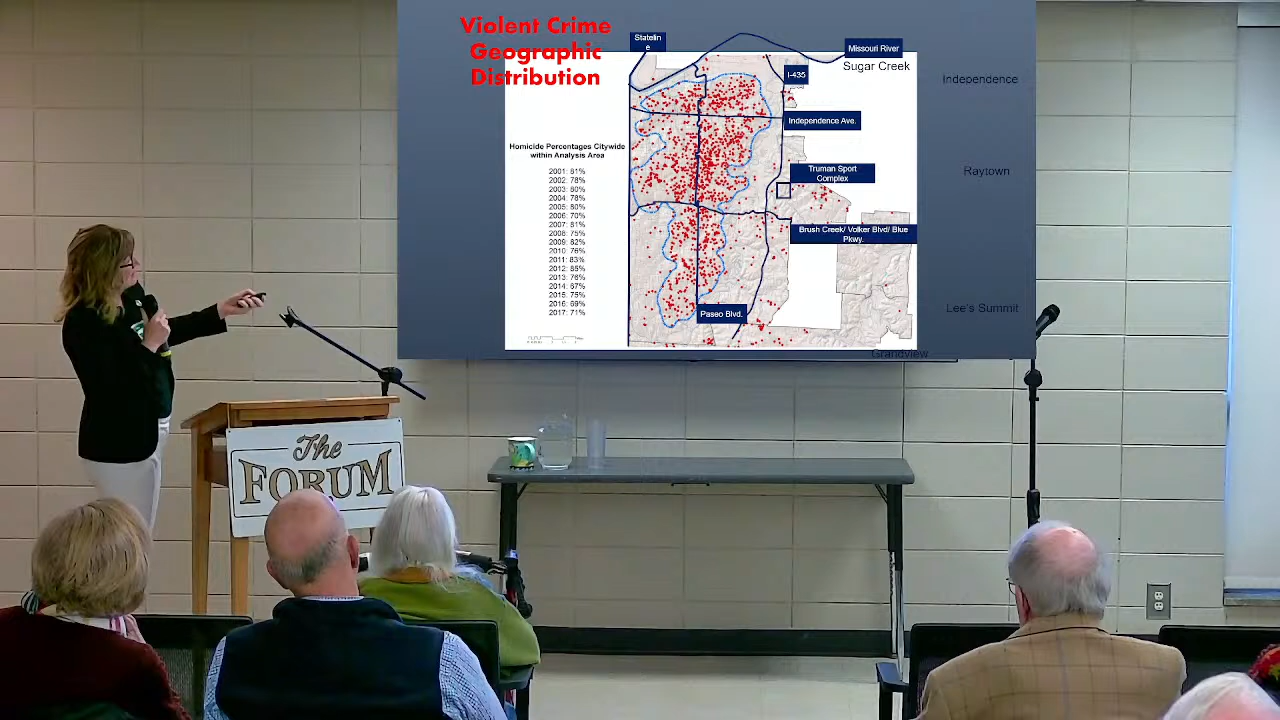 Violent Crime
Geographic
Distribution
Statelin
e
Missouri River
Sugar Creek
I-435
Independence
Independence Ave.
Homicide Percentages Citywide
within Analysis Area
2001: 81%
2002: 78%
2003: 80%
2004: 78%
2005: 80%
2006: 70%
2007: 81%
2008: 75%
2009: 82%
2010: 76%
2011: 83%
2012: 85%
2013: 76%
2014: 67%
2015: 75%
2016: 69%
2017: 71%
Truman Sport
Complex
Raytown
Brush Creek/ Volker Blvd/ Blue
Pkwy.
Paseo Blvd.
Lee's Summit
Grandview
The
FORUM